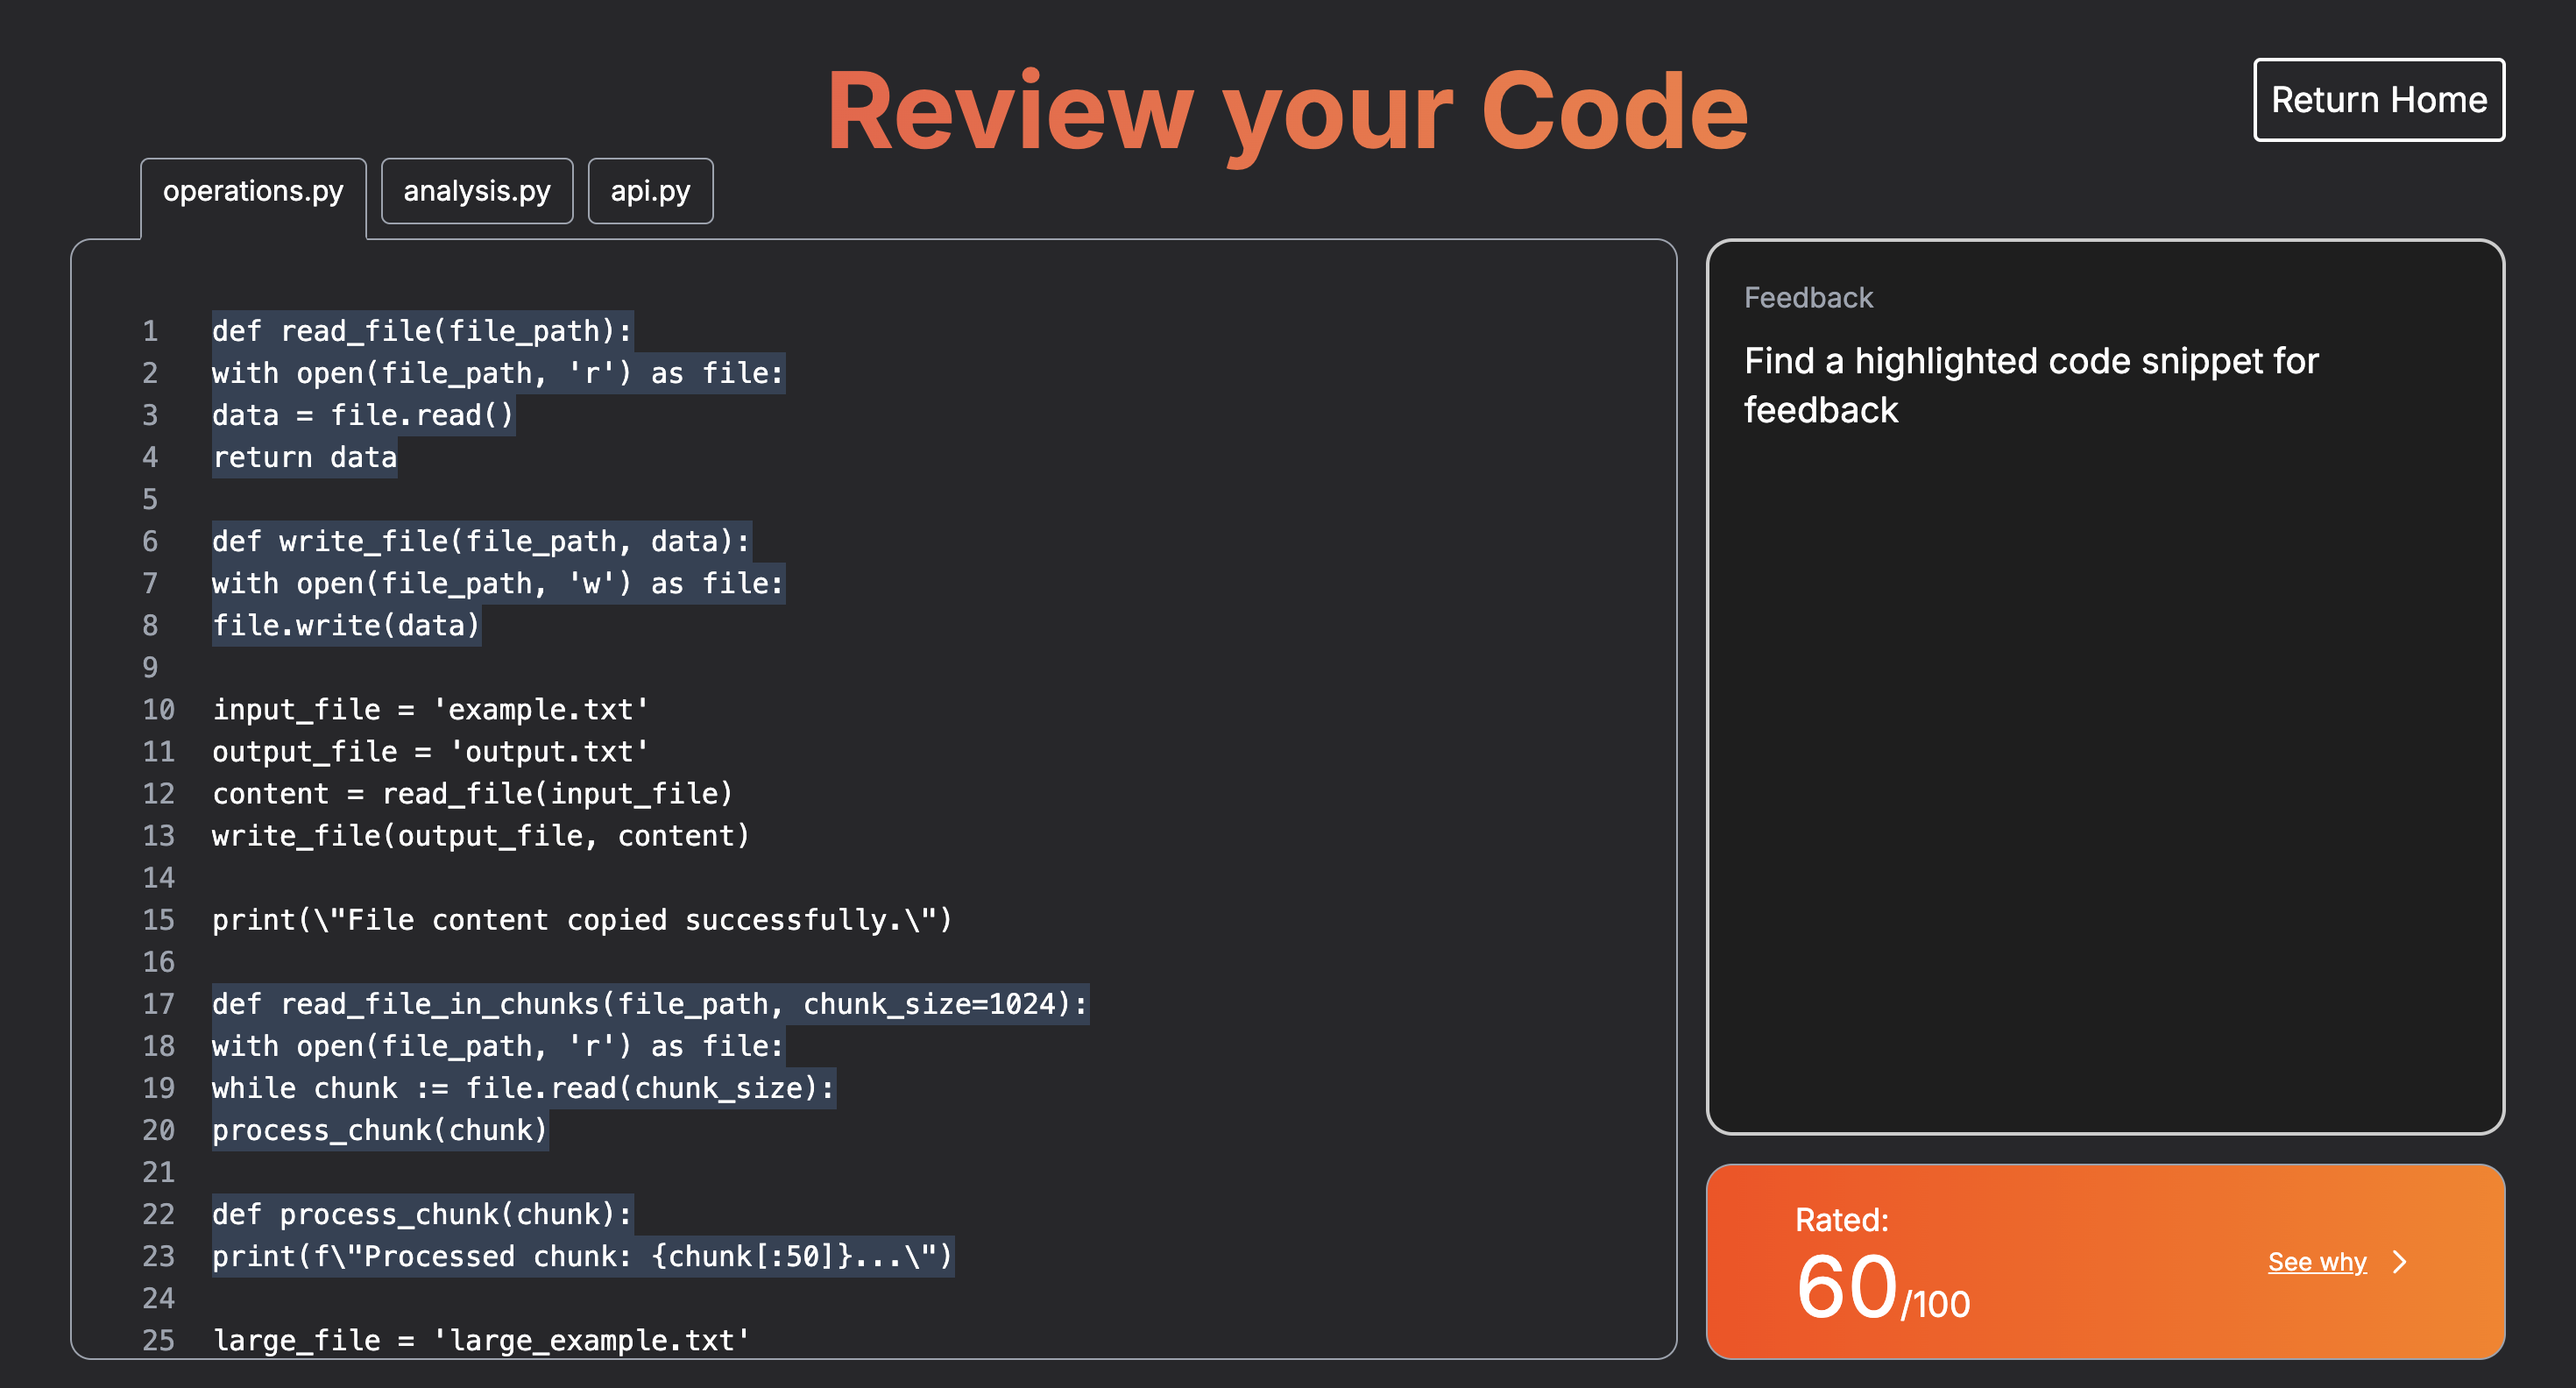 Review your Code
Return Home
operations.py
analysis.py
api.py
1 def read_file(file_path):
2 with open(file_path, 'r') as file:
3 data = file.read()
4 return data
5
6 def write_file(file_path, data):
7 with open(file_path, 'w') as file:
8 file.write(data)
9
10 input_file = 'example.txt'
11 output_file = 'output.txt'
12 content = read_file(input_file)
13 write_file(output_file, content)
14
15 print(\"File content copied successfully.\")
16
17 def read_file_in_chunks(file_path, chunk_size=1024):
18 with open(file_path, 'r') as file:
19 while chunk := file.read(chunk_size):
20 process_chunk(chunk)
21
22 def process_chunk(chunk):
23 print(f\"Processed chunk: {chunk[:50]}...\")
24
25 large_file = 'large_example.txt'
Feedback
Find a highlighted code snippet for
feedback
Rated:
60/100
See why